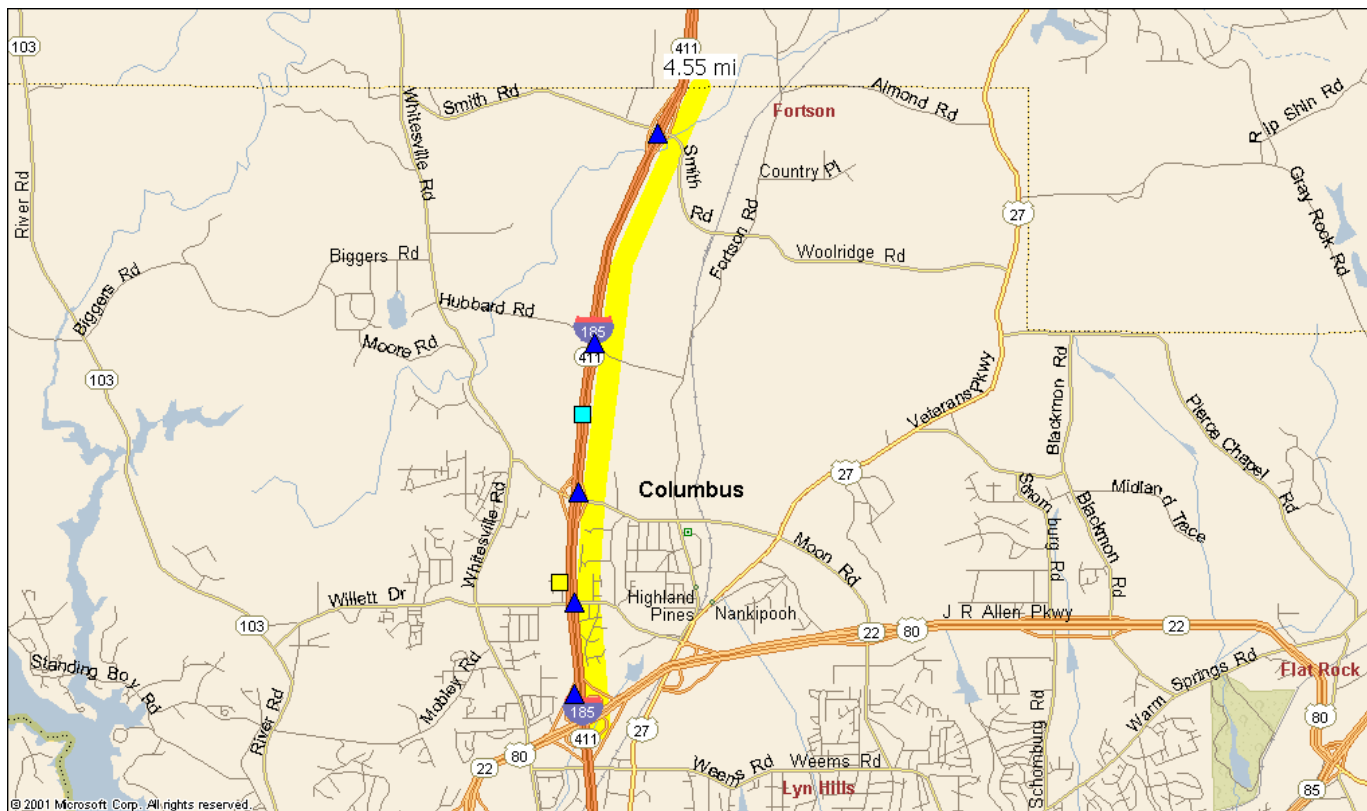 411
4.55 mi
103
Smith Rd
Whitesville Rd
Almond Rd
Fortson
Rip Shin Rd
Gray Rock Rd
River Rd
Smith
Rd
Country Pl
Fortson Rd
27
Woolridge Rd
Biggers Rd
Biggers Rd
Hubbard Rd
185
411
Moore Rd
103
Veterans Pkwy
Blackmon Rd
Pierce Chapel Rd
27
Whitesville Rd
Columbus
Schomburg Rd
Midland Trece
Blackmon Rd
Moon Rd
Willett Dr
Highland
Pines
Nankipooh
J R Allen Pkwy
103
22
80
22
Standing Boy Rd
River Rd
Mobley Rd
Warm Springs Rd
Flat Rock
185
411
27
80
22
80
Weems Rd
Weems Rd
Lyn Hills
Schomburg Rd
85
© 2001 Microsoft Corp. All rights reserved.